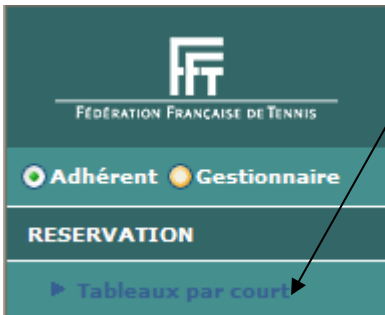 FFT
FÉDÉRATION FRANÇAISE DE TENNIS
Adhérent Gestionnaire
RESERVATION
Tableaux par court